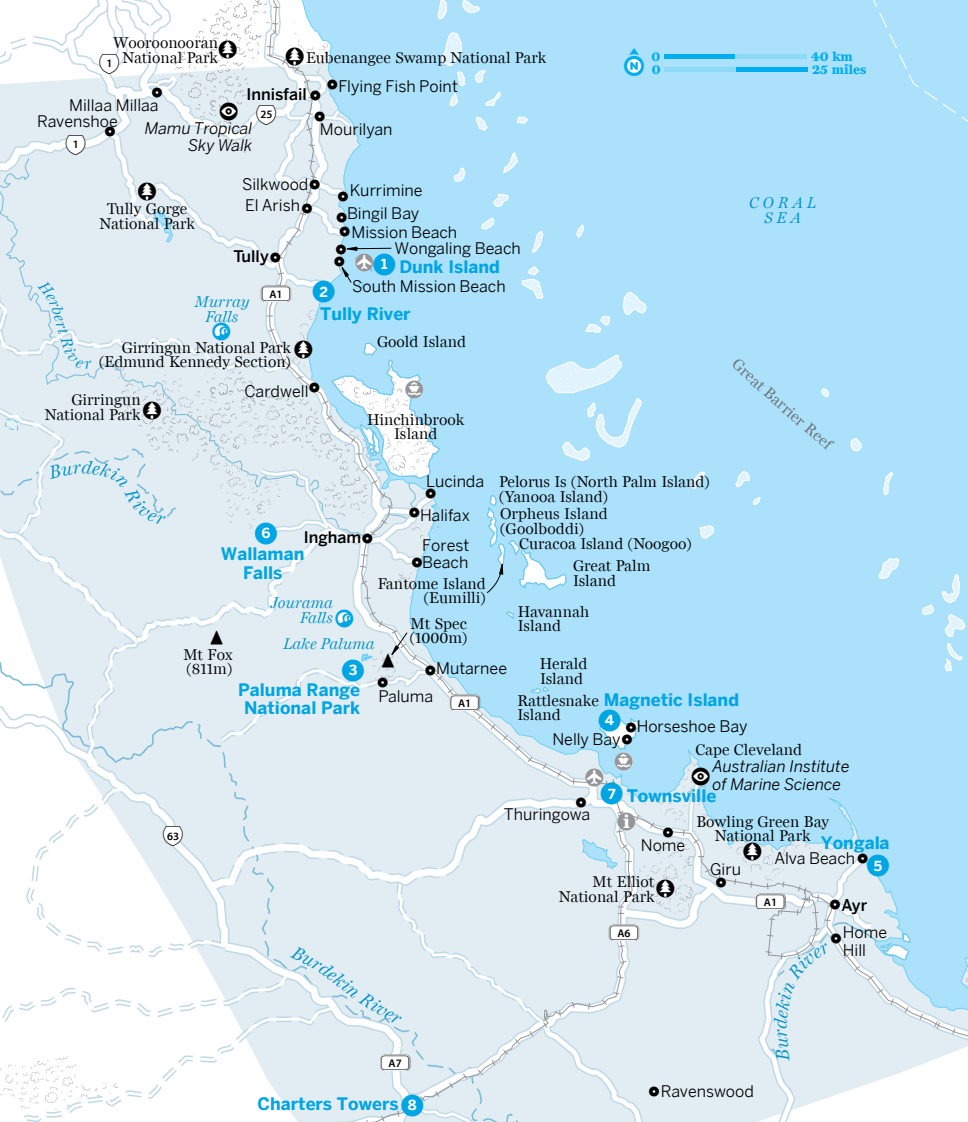 Wooroonooran
National Park
1
Eubenangee Swamp National Park
N
0
40 km
0
25 miles
Flying Fish Point
Innisfail
Millaa Millaa
25
Ravenshoe
Mamu Tropical
Sky Walk
Mourilyan
1
Silkwood
Kurrimine
El Arish
Tully Gorge
National Park
Bingil Bay
Mission Beach
CORAL
SEA
Wongaling Beach
Tully
1
Dunk Island
South Mission Beach
A1
2
Tully River
Herbert River
Murray
Falls
Goold Island
Girringun National Park
(Edmund Kennedy Section)
Cardwell
Girringun
National Park
Hinchinbrook
Island
Great Barrier Reef
Burdekin River
Lucinda
Pelorus Is (North Palm Island)
(Yanooa Island)
Halifax
Orpheus Island
(Goolboddi)
6
Wallaman
Falls
Ingham
Forest
Beach
Curacoa Island (Noogoo)
Great Palm
Island
Fantome Island
(Eumilli)
Jourama
Falls
Havannah
Island
Mt Spec
(1000m)
Lake Paluma
Mt Fox
(811m)
3
Paluma Range
National Park
Paluma
Mutarnee
Herald
Island
A1
Rattlesnake
Island
Magnetic Island
4
Horseshoe Bay
Nelly Bay
Cape Cleveland
Australian Institute
of Marine Science
7
Townsville
Thuringowa
i
Bowling Green Bay
National Park
63
Nome
Yongala
Alva Beach
5
Giru
Mt Elliot
National Park
A1
Ayr
A6
Home
Hill
Burdekin River
Burdekin River
A7
Ravenswood
Charters Towers
8